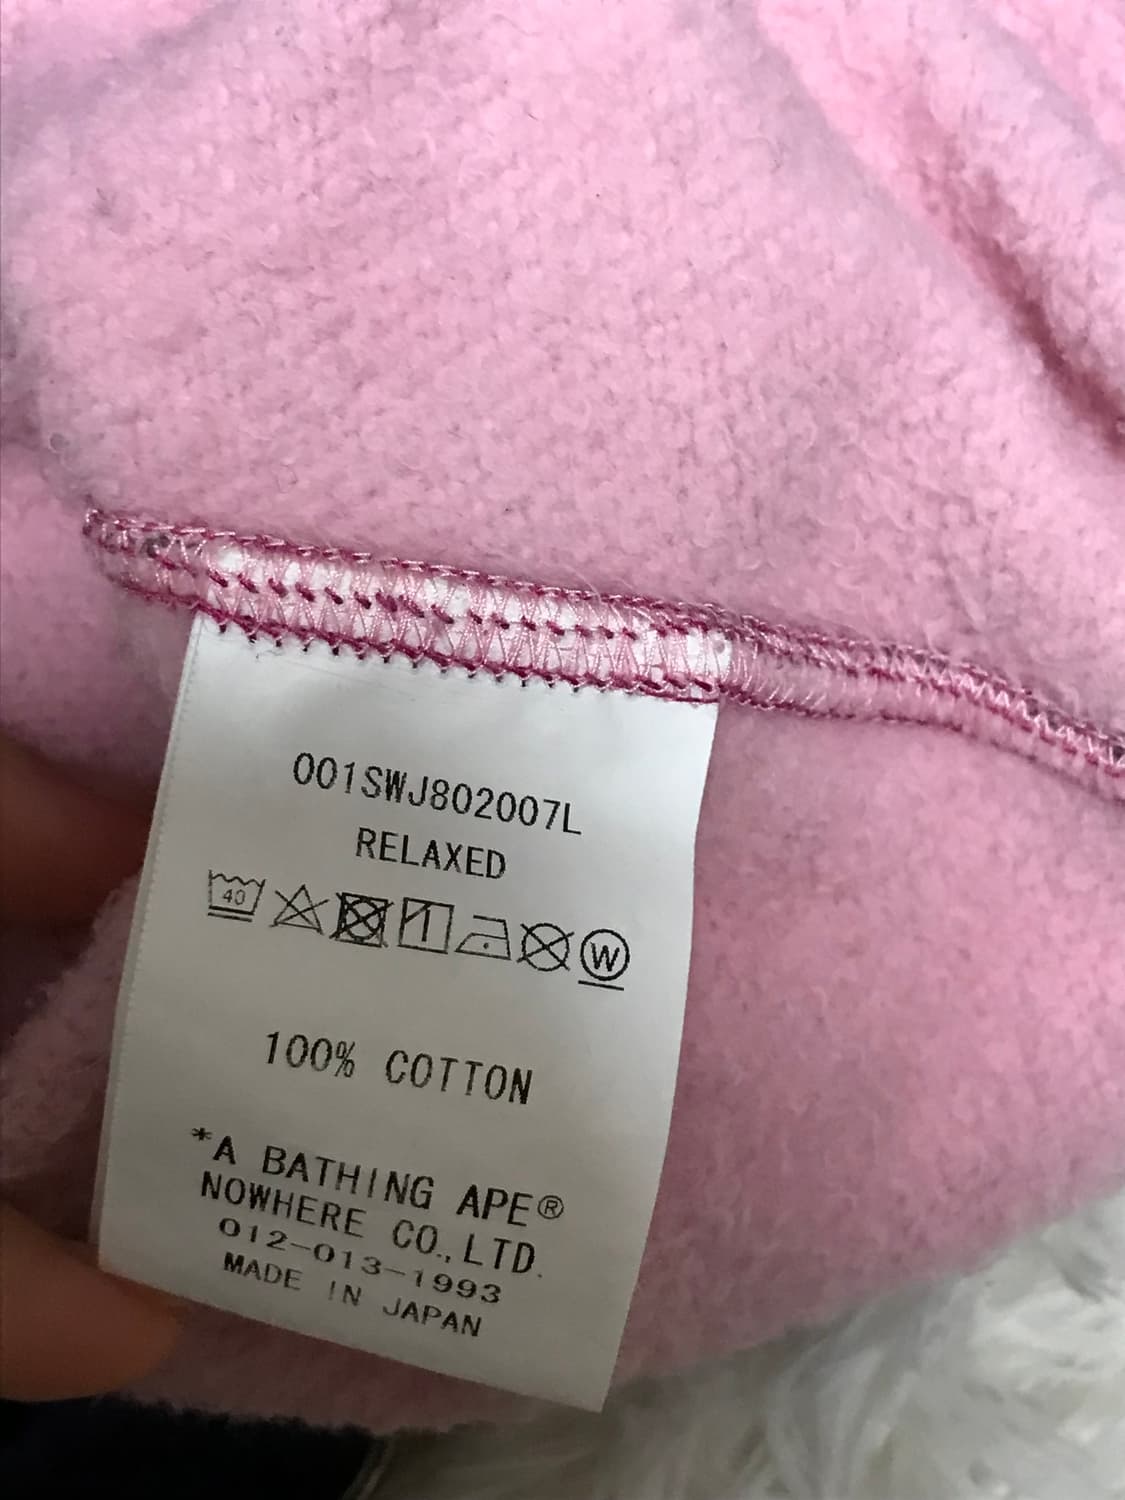 001SWJ802007L
RELAXED
40 W
100% COTTON
*A BATHING APE®
NOWHERE CO.,LTD.
012-013-1993
MADE IN JAPAN